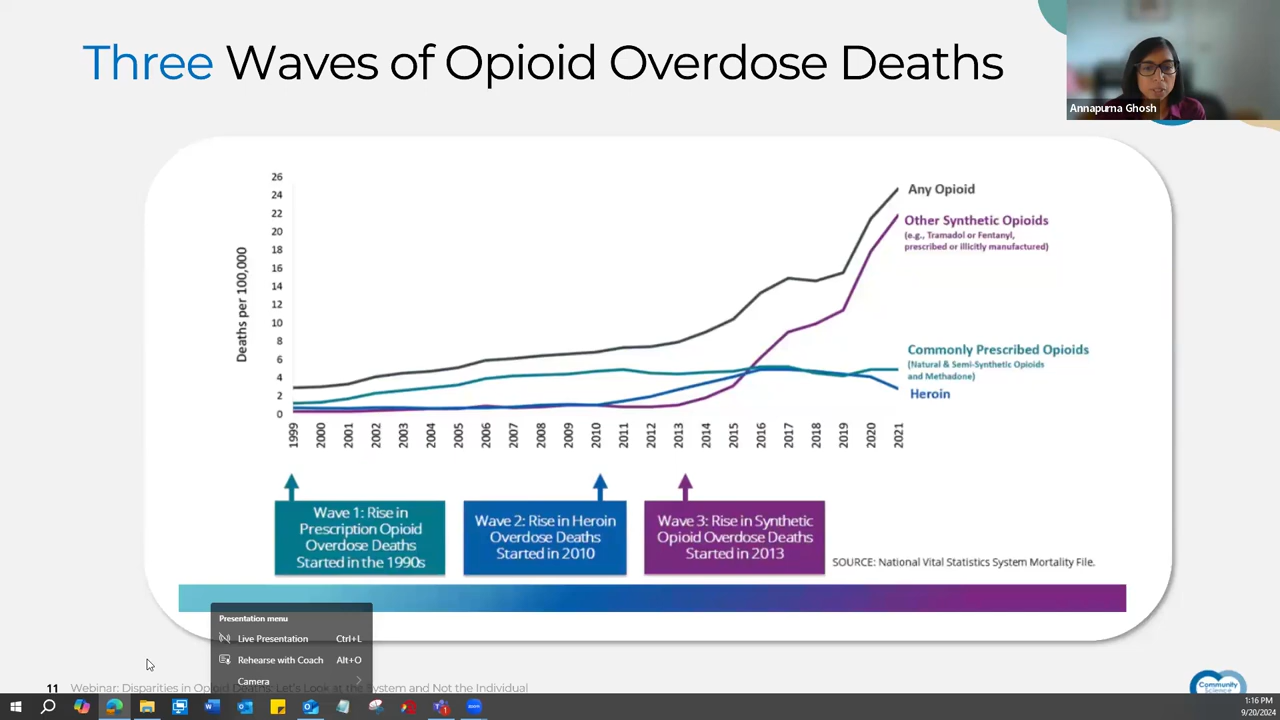 Three Waves of Opioid Overdose Deaths
Annapurna Ghosh
26
24
22
20
18
16
14
12
10
8
6
4
2
0
Deaths per 100,000
Any Opioid
Other Synthetic Opioids
(e.g., Tramadol or Fentanyl,
prescribed or illicitly manufactured)
Commonly Prescribed Opioids
(Natural & Semi-Synthetic Opioids
and Methadone)
Heroin
1999 2000 2001 2002 2003 2004 2005 2006 2007 2008 2009 2010 2011 2012 2013 2014 2015 2016 2017 2018 2019 2020 2021
Wave 1: Rise in
Prescription Opioid
Overdose Deaths
Started in the 1990s
Wave 2: Rise in Heroin
Overdose Deaths
Started in 2010
Wave 3: Rise in Synthetic
Opioid Overdose Deaths
Started in 2013
SOURCE: National Vital Statistics System Mortality File.
Presentation menu
Live Presentation Ctrl+L
Rehearse with Coach Alt+O
Camera
11 Webinar: Disparities in Opioid Deaths: Let's Look at the System and Not the Individual
Community
Science
1:16 PM
9/20/2024